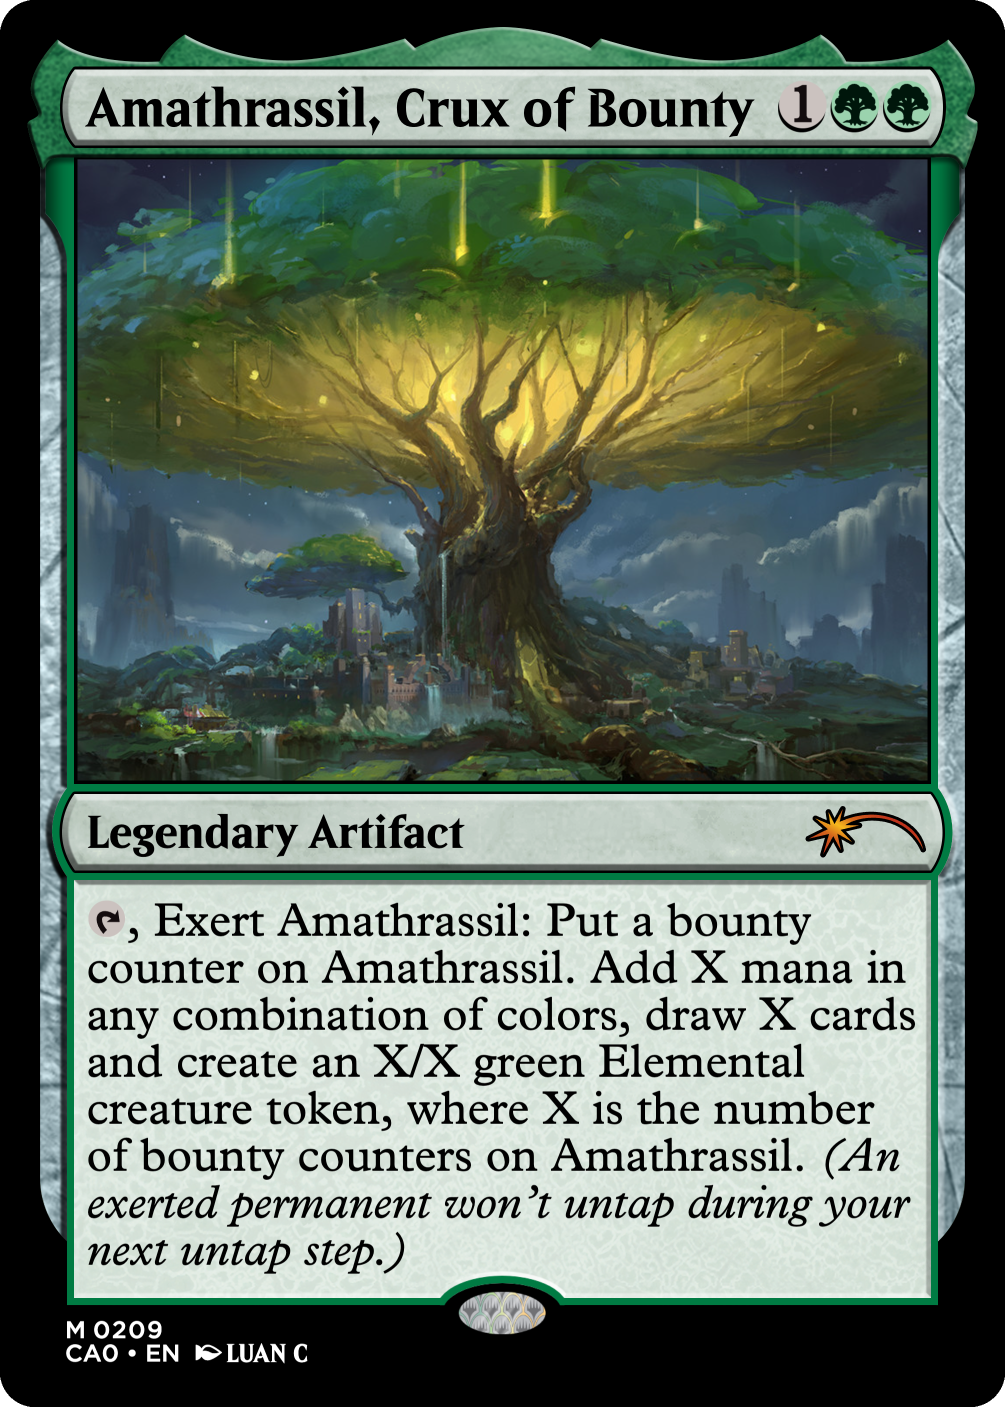 Amathrassil, Crux of Bounty 1
Legendary Artifact
, Exert Amathrassil: Put a bounty
counter on Amathrassil. Add X mana in
any combination of colors, draw X cards
and create an X/X green Elemental
creature token, where X is the number
of bounty counters on Amathrassil. (An
exerted permanent won’t untap during your
next untap step.)
M 0209
CAO • EN LUAN C